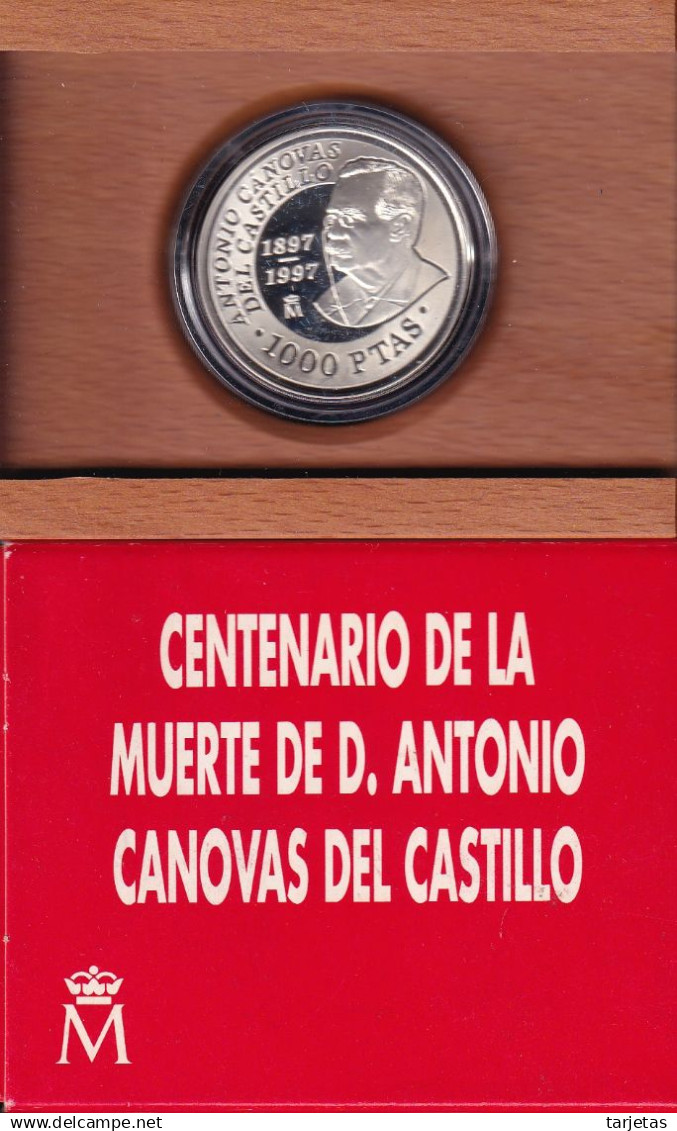 ANTONIO CANOVAS
DEL CASTILLO
1897
1997
M
· 1000 PTAS ·
CENTENARIO DE LA
MUERTE DE D. ANTONIO
CANOVAS DEL CASTILLO
M
delcampe.net
tarjetas